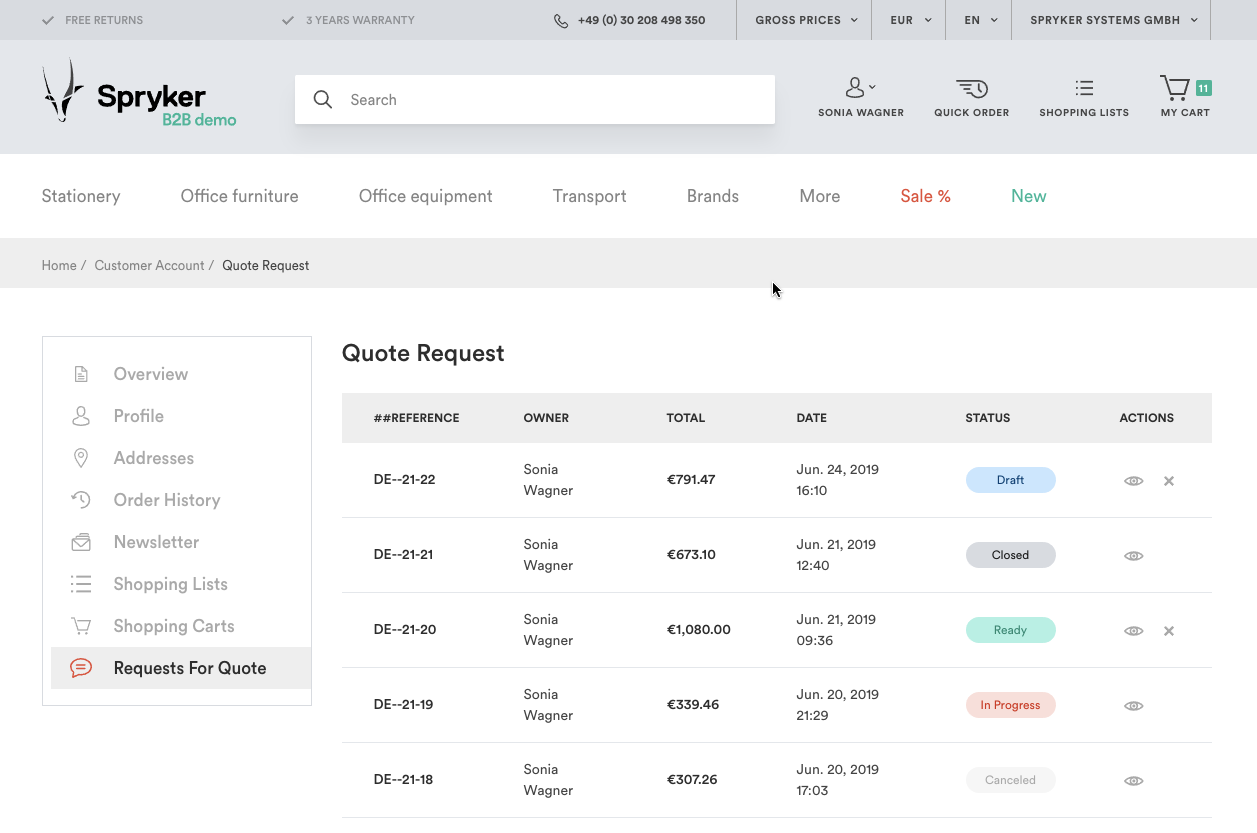 FREE RETURNS 3 YEARS WARRANTY +49 (0) 30 208 498 350 GROSS PRICES EUR EN SPRYKER SYSTEMS GMBH
Spryker
B2B demo
Search
11
SONIA WAGNER QUICK ORDER SHOPPING LISTS MY CART
Stationery Office furniture Office equipment Transport Brands More Sale % New
Home / Customer Account / Quote Request
Overview
Profile
Addresses
Order History
Newsletter
Shopping Lists
Shopping Carts
Requests For Quote
Quote Request
##REFERENCE OWNER TOTAL DATE STATUS ACTIONS
DE--21-22 Sonia Wagner €791.47 Jun. 24, 2019 16:10 Draft
DE--21-21 Sonia Wagner €673.10 Jun. 21, 2019 12:40 Closed
DE--21-20 Sonia Wagner €1,080.00 Jun. 21, 2019 09:36 Ready
DE--21-19 Sonia Wagner €339.46 Jun. 20, 2019 21:29 In Progress
DE--21-18 Sonia Wagner €307.26 Jun. 20, 2019 17:03 Canceled